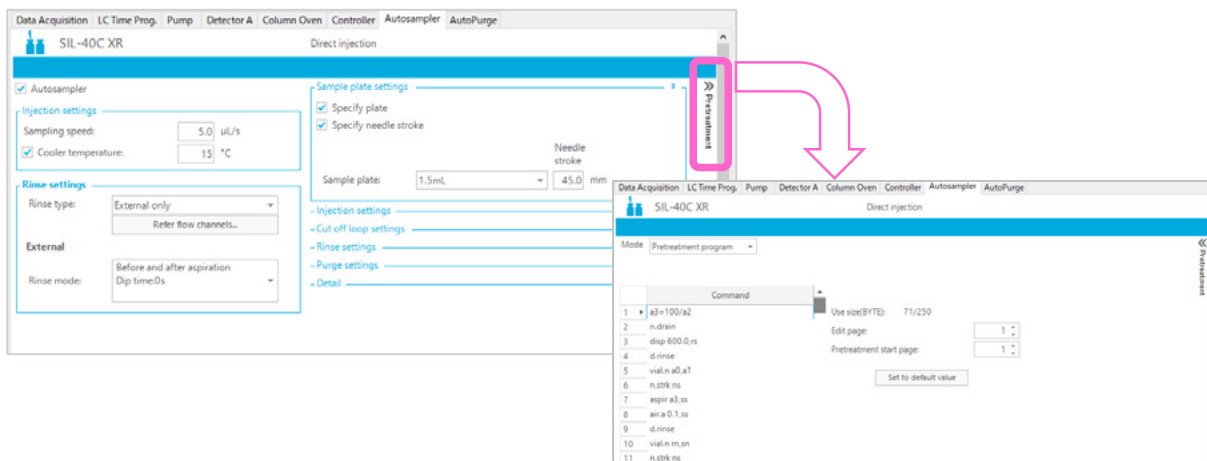 Data Acquisition LC Time Prog. Pump Detector A Column Oven Controller Autosampler AutoPurge
SIL-40C XR Direct injection
Autosampler
Injection settings
Sampling speed: 5.0 µL/s
Cooler temperature: 15 °C
Rinse settings
Rinse type: External only
Refer flow channels...
External
Rinse mode: Before and after aspiration
Dip time:0s
Sample plate settings
Specify plate
Specify needle stroke
Needle
stroke
Sample plate: 1.5mL 45.0 mm
Injection settings
Cut off loop settings
Rinse settings
Purge settings
Detail
Pretreatment
Data Acquisition LC Time Prog. Pump Detector A Column Oven Controller Autosampler AutoPurge
SIL-40C XR Direct injection
Mode Pretreatment program
Pretreatment
Command
1 a3=100/a2
2 n.drain
3 disp 600.0,rs
4 d.rinse
5 vial.n a0,a1
6 n.strk ns
7 aspir a3,ss
8 air.a 0.1,ss
9 d.rinse
10 vial.n rn,sn
11 n.strk ns
Use size(BYTE): 71/250
Edit page: 1
Pretreatment start page: 1
Set to default value